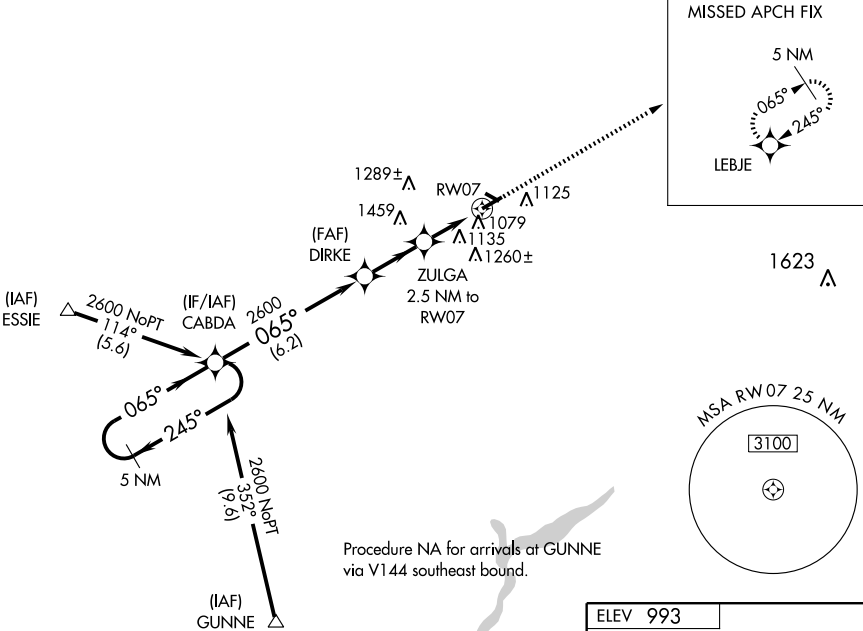 MISSED APCH FIX
5 NM
065°
245°
LEBJE
1289±
RW07
1125
1459
1079
(FAF)
DIRKE
1135
1260±
ZULGA
2.5 NM to
RW07
1623
(IAF)
ESSIE
2600 NoPT
114°
(5.6)
(IF/IAF)
CABDA
2600
065°
(6.2)
065°
245°
5 NM
2600 NoPT
352°
(9.6)
MSA RW07 25 NM
3100
Procedure NA for arrivals at GUNNE
via V144 southeast bound.
(IAF)
GUNNE
ELEV 993